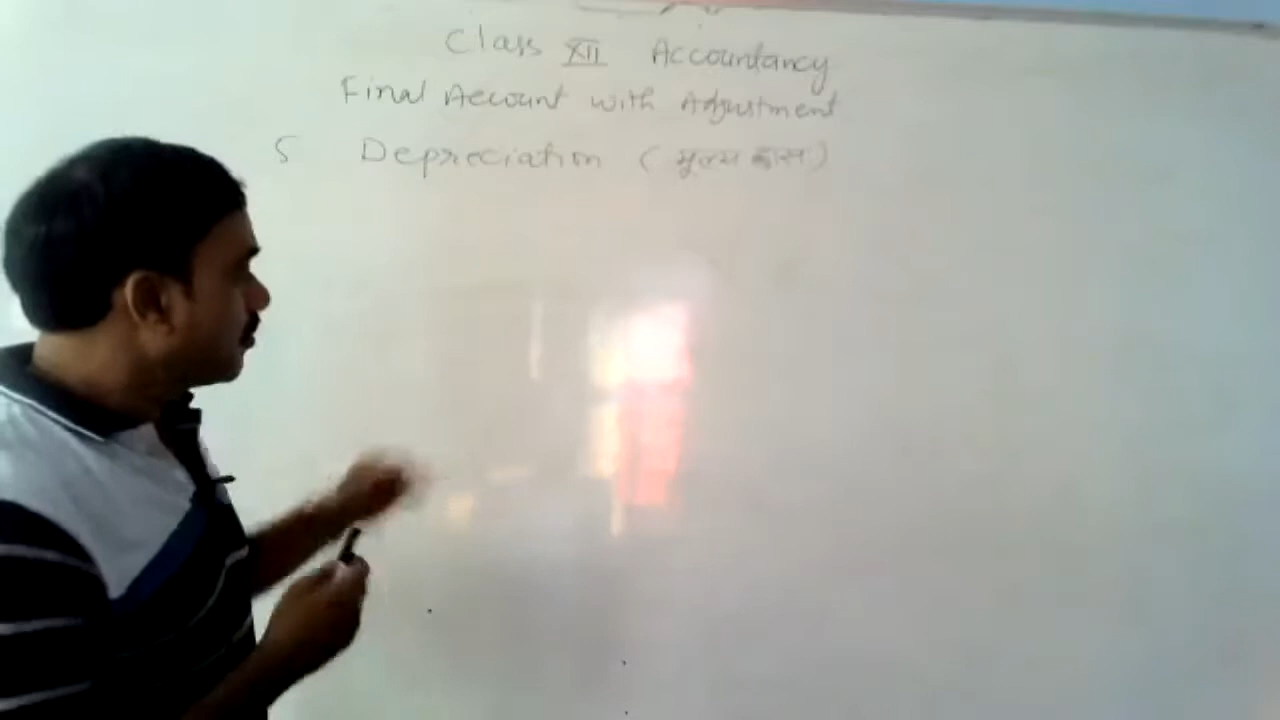 Class XII Accountancy
Final Account with Adjustment
5 Depreciation (मूल्य ह्रास)